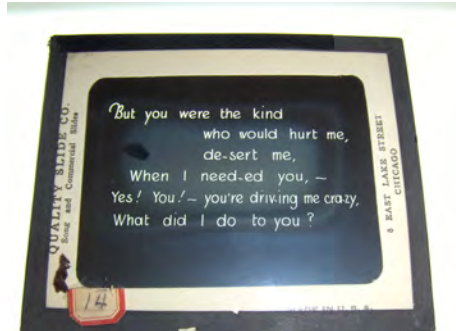 But you were the kind
who would hurt me,
de-sert me,
When I need-ed you, —
Yes! You! — you're driving me crazy,
What did I do to you?
QUALITY SLIDE CO.
Song and Commercial Slides
6 EAST LAKE STREET
CHICAGO
14
MADE IN U. S. A.